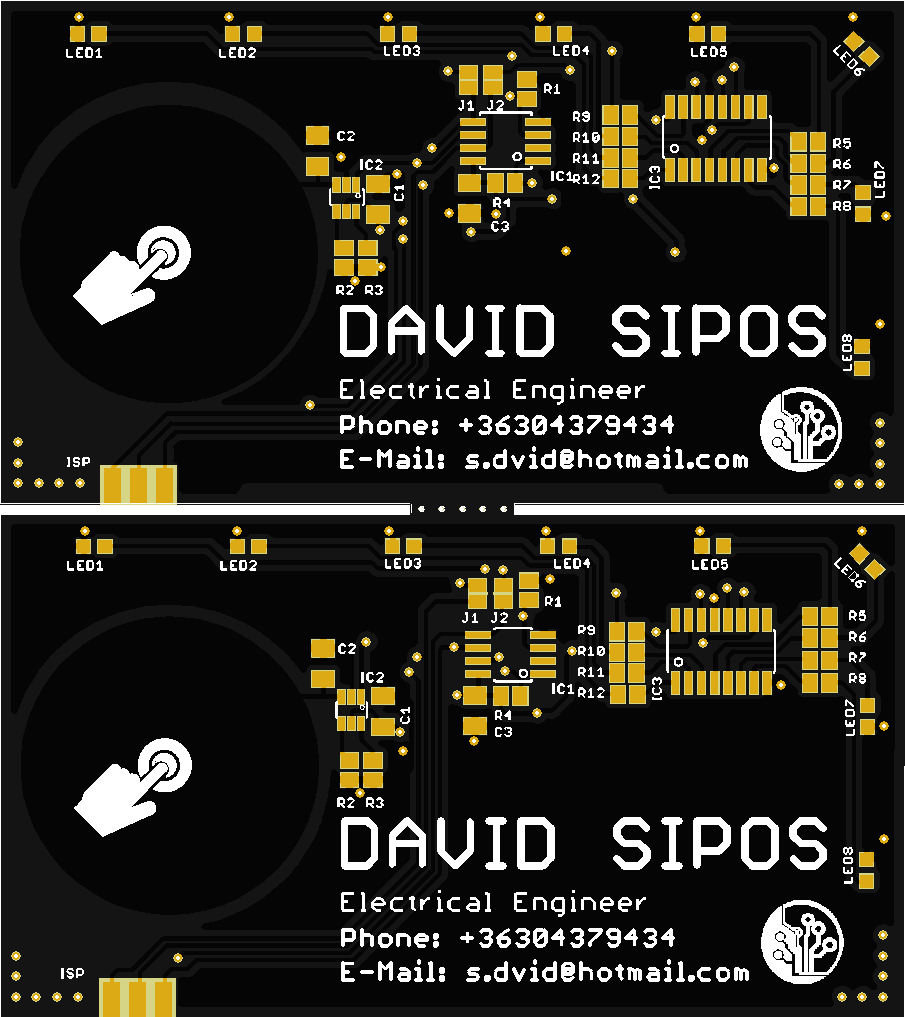 LED1 LED2 LED3 LED4 LED5 LED6
J1 J2 R1
R9
R10
R11
R12
IC3
R5
R6
R7
R8
LED7
C2
IC2
C1
IC1
R4
C3
R2 R3
LED8
DAVID SIPOS
Electrical Engineer
Phone: +36304379434
E-Mail: s.dvid@hotmail.com
ISP
LED1 LED2 LED3 LED4 LED5 LED6
J1 J2 R1
R9
R10
R11
R12
IC3
R5
R6
R7
R8
LED7
C2
IC2
C1
IC1
R4
C3
R2 R3
LED8
DAVID SIPOS
Electrical Engineer
Phone: +36304379434
E-Mail: s.dvid@hotmail.com
ISP